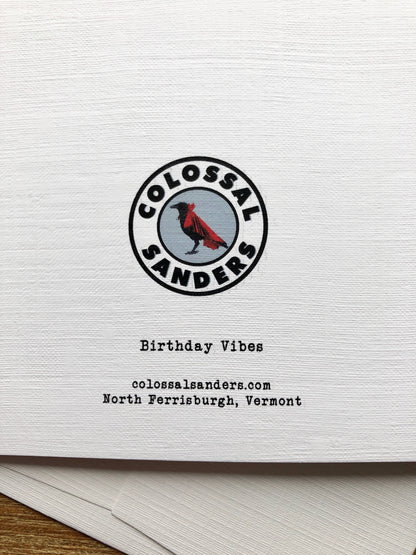 COLOSSAL
SANDERS
Birthday Vibes
colossalsanders.com
North Ferrisburgh, Vermont